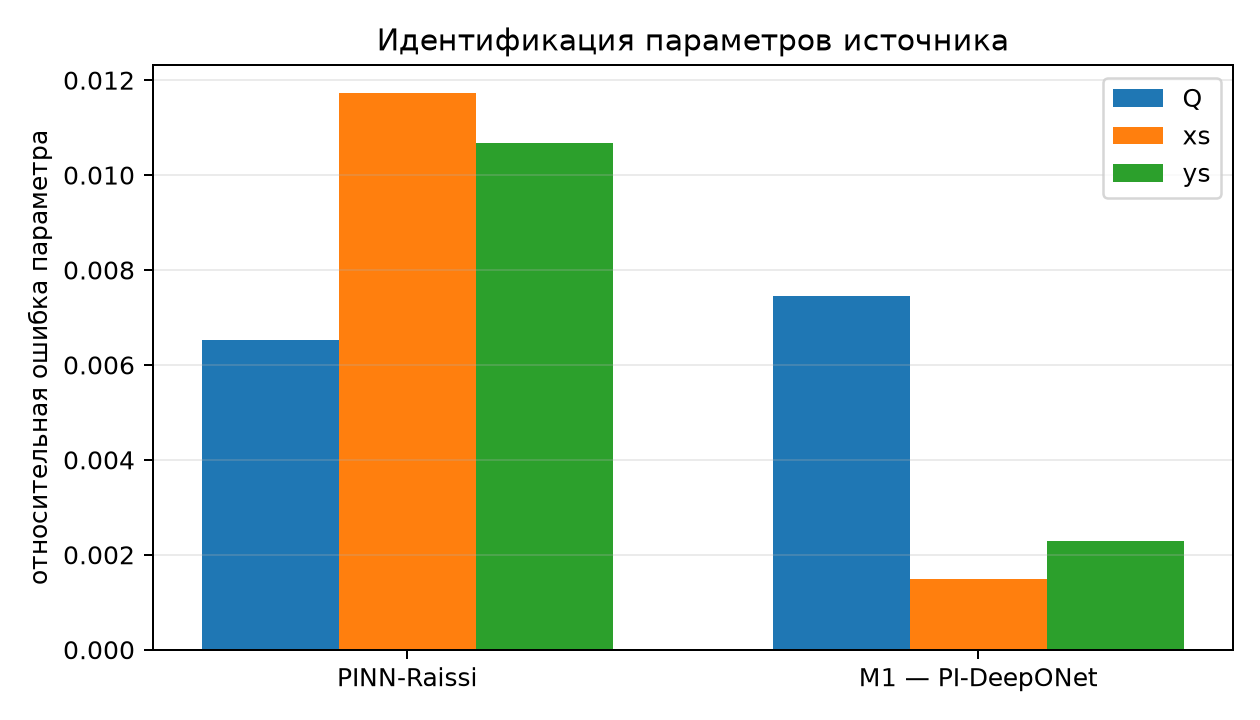 Идентификация параметров источника
относительная ошибка параметра
0.012
0.010
0.008
0.006
0.004
0.002
0.000
Q
xs
ys
PINN-Raissi
M1 — PI-DeepONet